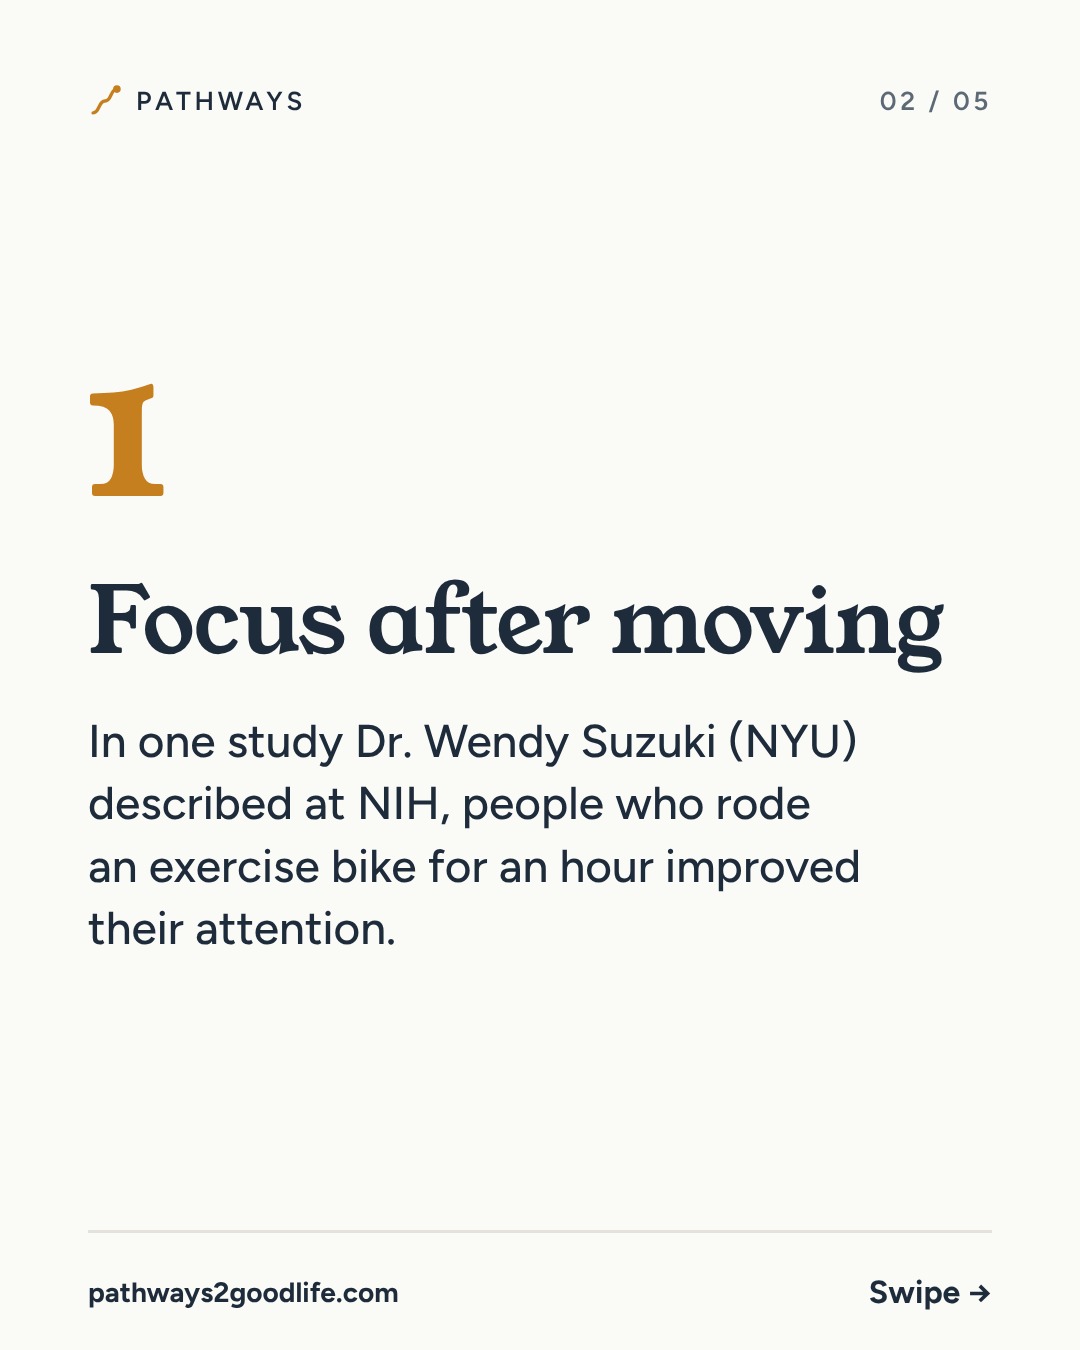 PATHWAYS
02 / 05
1
Focus after moving
In one study Dr. Wendy Suzuki (NYU)
described at NIH, people who rode
an exercise bike for an hour improved
their attention.
pathways2goodlife.com
Swipe →